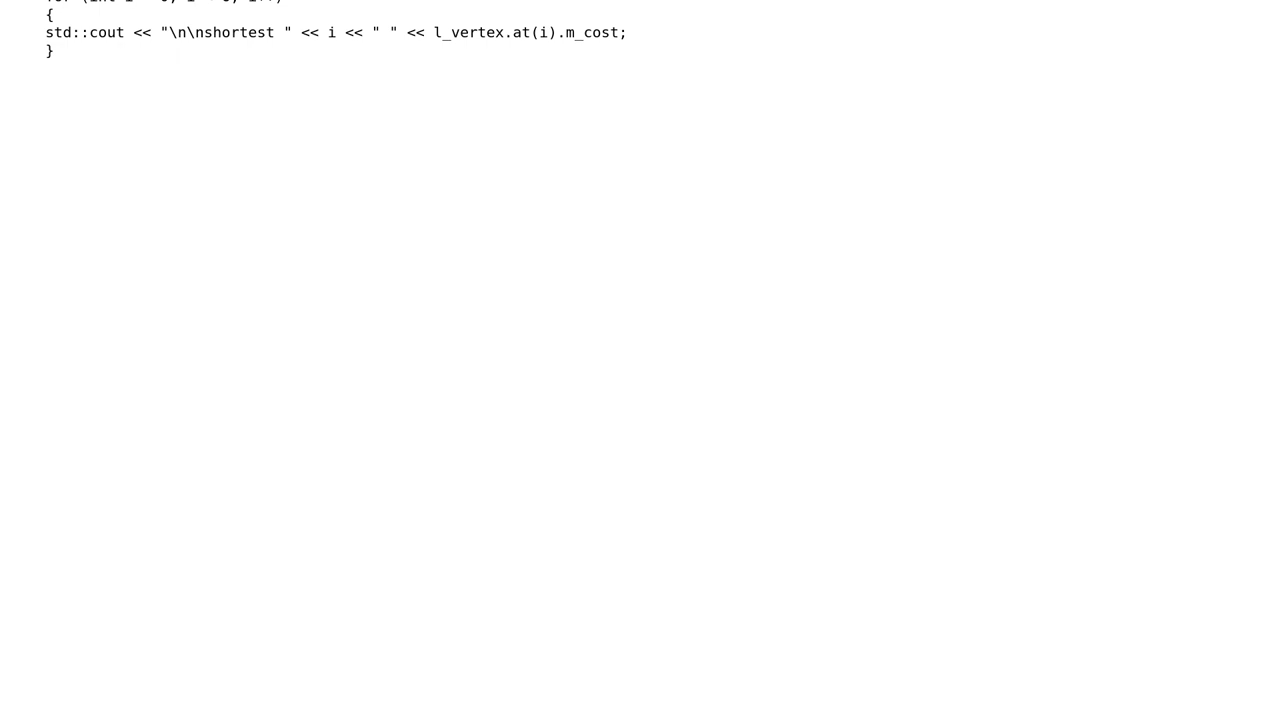 {
std::cout << "\n\nshortest " << i << " " << l_vertex.at(i).m_cost;
}